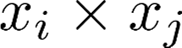 x_i × x_j